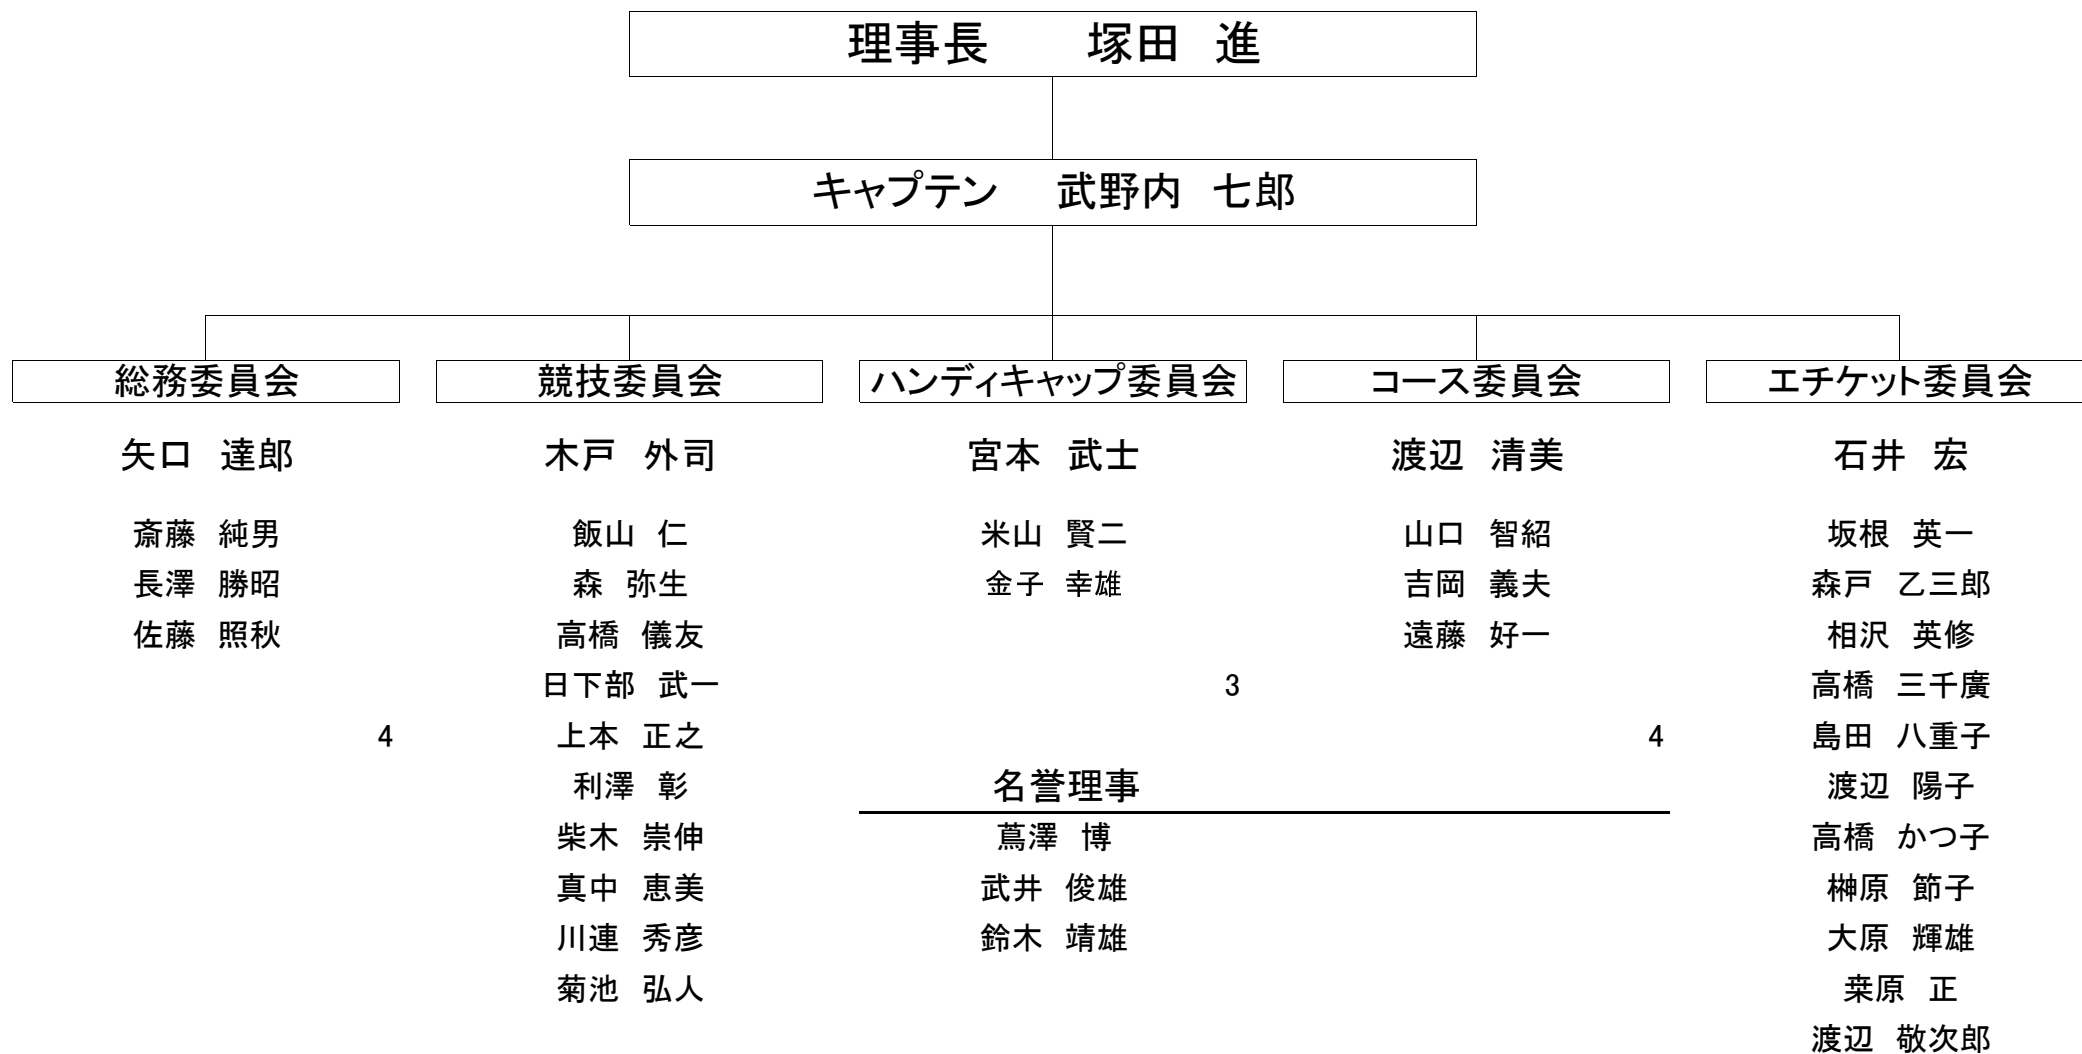 理事長 塚田 進
キャプテン 武野内 七郎
総務委員会
矢口 達郎
斎藤 純男
長澤 勝昭
佐藤 照秋
4
競技委員会
木戸 外司
飯山 仁
森 弥生
高橋 儀友
日下部 武一
上本 正之
利澤 彰
柴木 崇伸
真中 恵美
川連 秀彦
菊池 弘人
ハンディキャップ委員会
宮本 武士
米山 賢二
金子 幸雄
3
コース委員会
渡辺 清美
山口 智紹
吉岡 義夫
遠藤 好一
4
名誉理事
蔦澤 博
武井 俊雄
鈴木 靖雄
エチケット委員会
石井 宏
坂根 英一
森戸 乙三郎
相沢 英修
高橋 三千廣
島田 八重子
渡辺 陽子
高橋 かつ子
榊原 節子
大原 輝雄
桒原 正
渡辺 敬次郎